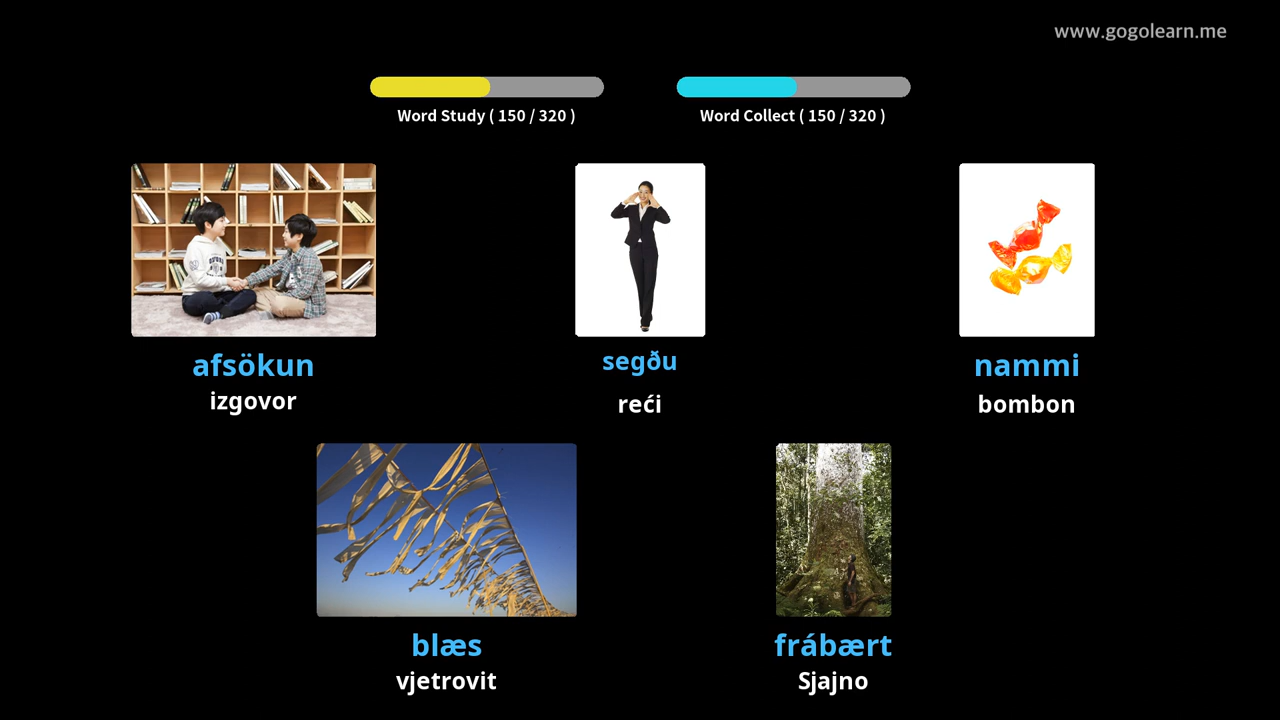 www.gogolearn.me
Word Study ( 150 / 320 )
Word Collect ( 150 / 320 )
afsökun
izgovor
segðu
reći
nammi
bombon
blæs
vjetrovit
frábært
Sjajno